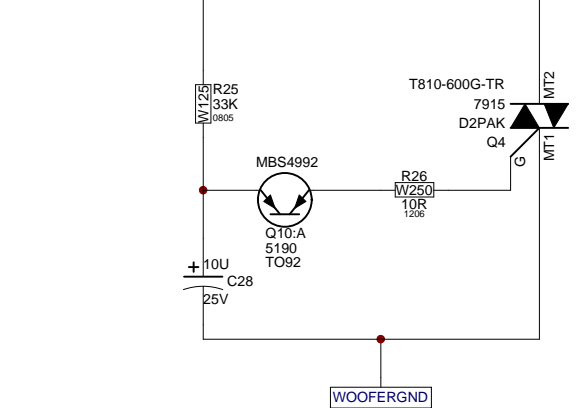 W125
R25
33K
0805
T810-600G-TR
7915
D2PAK
Q4
MT2
MT1
G
MBS4992
Q10:A
5190
TO92
R26
W250
10R
1206
+
10U
C28
25V
WOOFERGND